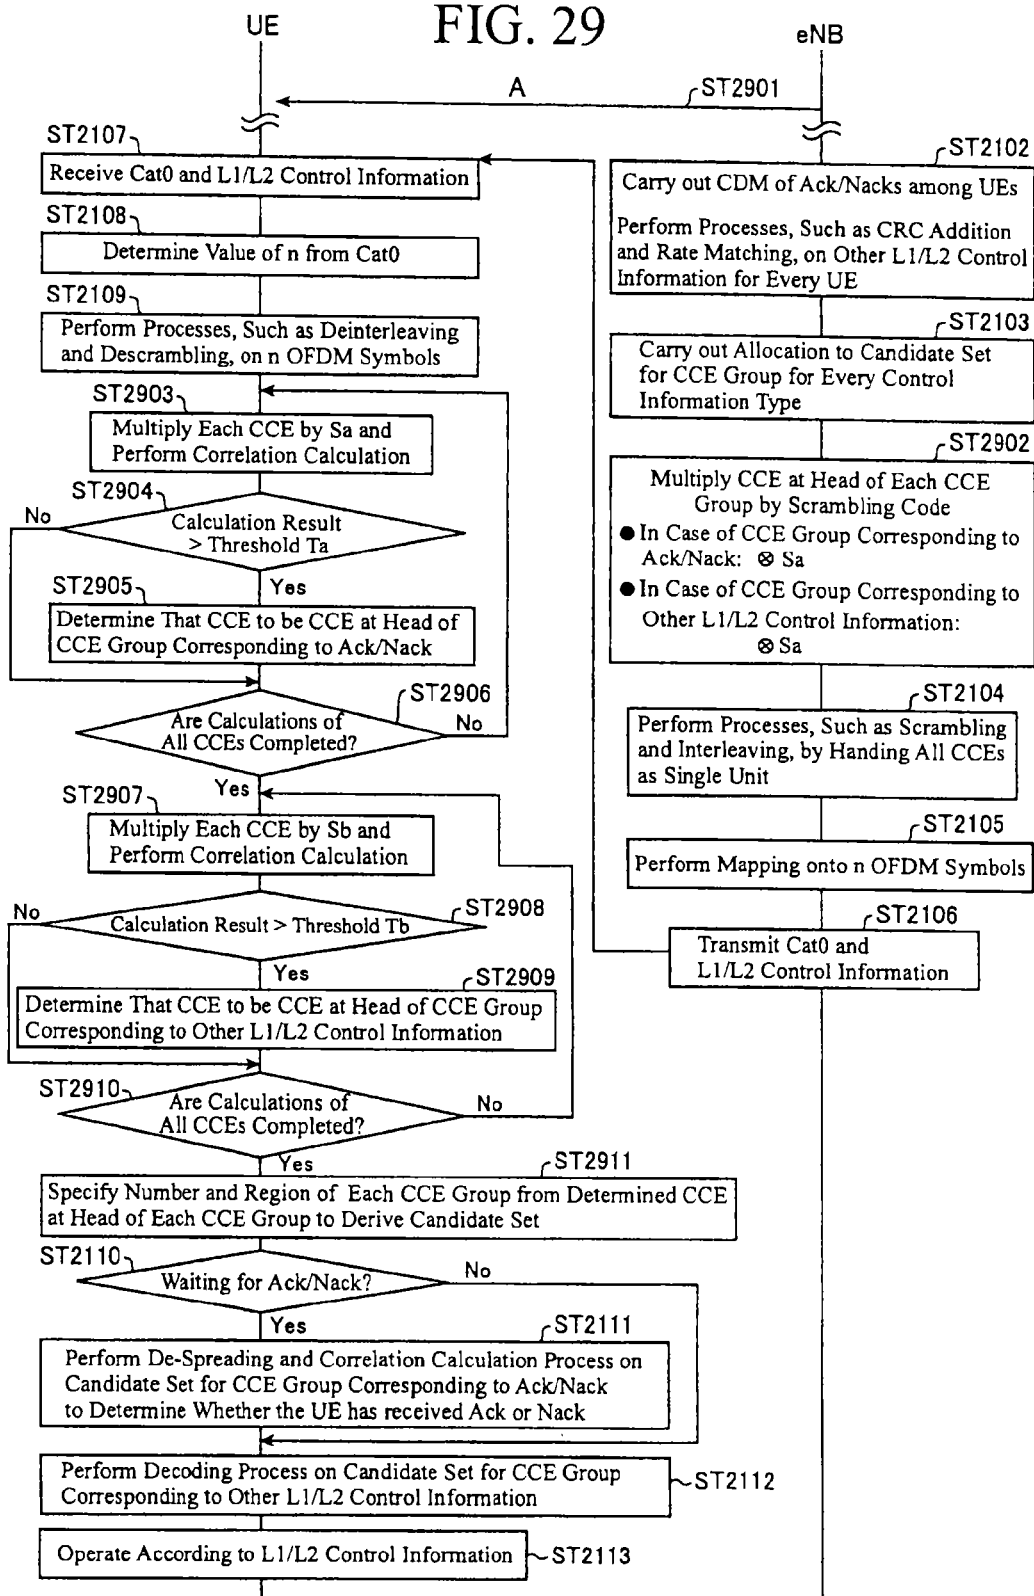 FIG. 29
UE
eNB
A
ST2901
ST2107
Receive Cat0 and L1/L2 Control Information
ST2108
Determine Value of n from Cat0
ST2109
Perform Processes, Such as Deinterleaving
and Descrambling, on n OFDM Symbols
ST2903
Multiply Each CCE by Sa and
Perform Correlation Calculation
ST2904
No
Calculation Result
> Threshold Ta
Yes
ST2905
Determine That CCE to be CCE at Head of
CCE Group Corresponding to Ack/Nack
ST2906
Are Calculations of
All CCEs Completed?
No
Yes
ST2907
Multiply Each CCE by Sb and
Perform Correlation Calculation
No
Calculation Result > Threshold Tb
ST2908
Yes
ST2909
Determine That CCE to be CCE at Head of CCE Group
Corresponding to Other L1/L2 Control Information
ST2910
Are Calculations of
All CCEs Completed?
No
Yes
ST2911
Specify Number and Region of Each CCE Group from Determined CCE
at Head of Each CCE Group to Derive Candidate Set
ST2110
Waiting for Ack/Nack?
No
Yes
ST2111
Perform De-Spreading and Correlation Calculation Process on
Candidate Set for CCE Group Corresponding to Ack/Nack
to Determine Whether the UE has received Ack or Nack
Perform Decoding Process on Candidate Set for CCE Group
Corresponding to Other L1/L2 Control Information
ST2112
Operate According to L1/L2 Control Information
ST2113
ST2102
Carry out CDM of Ack/Nacks among UEs
Perform Processes, Such as CRC Addition
and Rate Matching, on Other L1/L2 Control
Information for Every UE
ST2103
Carry out Allocation to Candidate Set
for CCE Group for Every Control
Information Type
ST2902
Multiply CCE at Head of Each CCE
Group by Scrambling Code
● In Case of CCE Group Corresponding to
Ack/Nack: ⊗ Sa
● In Case of CCE Group Corresponding to
Other L1/L2 Control Information:
⊗ Sa
ST2104
Perform Processes, Such as Scrambling
and Interleaving, by Handing All CCEs
as Single Unit
ST2105
Perform Mapping onto n OFDM Symbols
ST2106
Transmit Cat0 and
L1/L2 Control Information